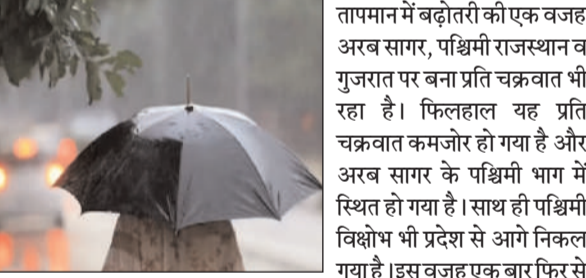 तापमान में बढ़ोतरी की एक वजह
अरब सागर, पश्चिमी राजस्थान व
गुजरात पर बना प्रति चक्रवात भी
रहा है। फिलहाल यह प्रति
चक्रवात कमजोर हो गया है और
अरब सागर के पश्चिमी भाग में
स्थित हो गया है। साथ ही पश्चिमी
विक्षोभ भी प्रदेश से आगे निकल
गया है। इस वजह एक बार फिर से